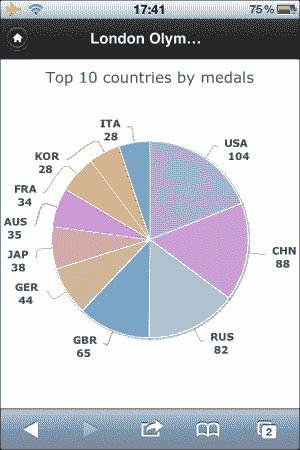 17:41
75%
London Olym...
Top 10 countries by medals
ITA
28
USA
104
KOR
28
FRA
34
AUS
35
CHN
88
JAP
38
GER
44
RUS
82
GBR
65
2